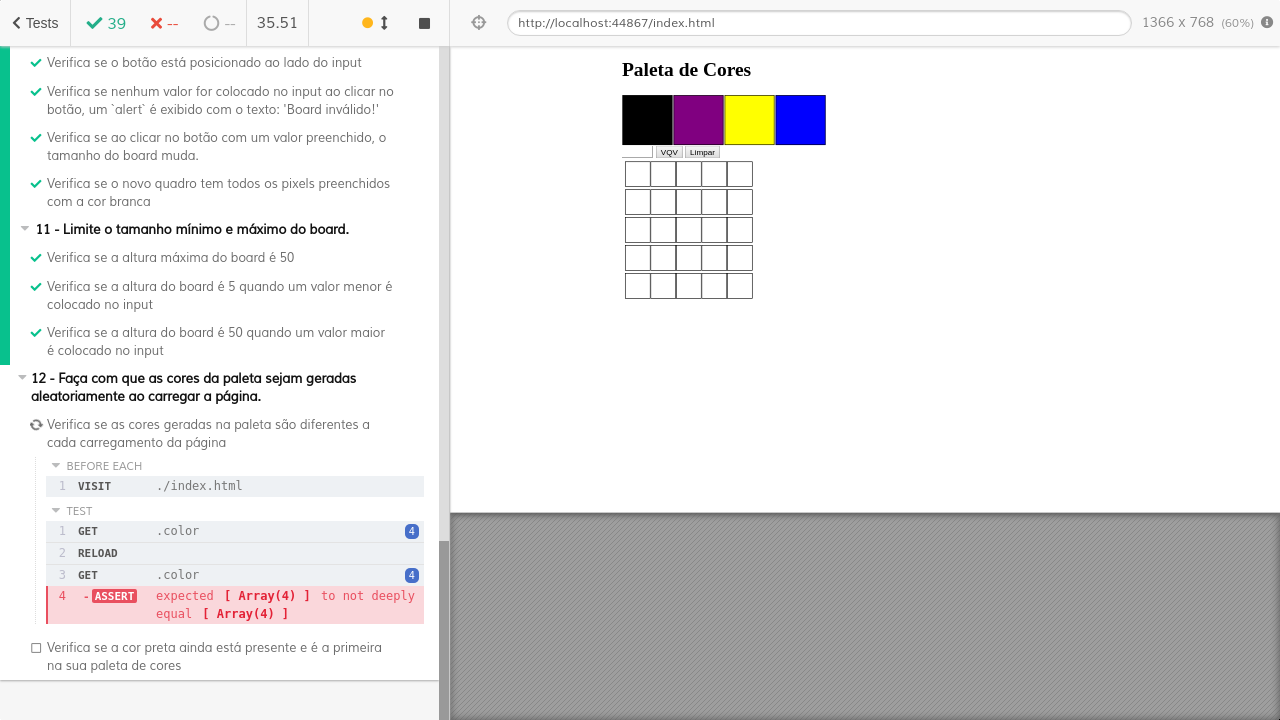 Tests
39
--
--
35.51
http://localhost:44867/index.html
1366 x 768 (60%)
Verifica se o botão está posicionado ao lado do input
Verifica se nenhum valor for colocado no input ao clicar no
botão, um `alert` é exibido com o texto: 'Board inválido!'
Verifica se ao clicar no botão com um valor preenchido, o
tamanho do board muda.
Verifica se o novo quadro tem todos os pixels preenchidos
com a cor branca
11 - Limite o tamanho mínimo e máximo do board.
Verifica se a altura máxima do board é 50
Verifica se a altura do board é 5 quando um valor menor é
colocado no input
Verifica se a altura do board é 50 quando um valor maior
é colocado no input
12 - Faça com que as cores da paleta sejam geradas
aleatoriamente ao carregar a página.
Verifica se as cores geradas na paleta são diferentes a
cada carregamento da página
BEFORE EACH
1 VISIT ./index.html
TEST
1 GET .color 4
2 RELOAD
3 GET .color 4
4 -ASSERT expected [ Array(4) ] to not deeply
equal [ Array(4) ]
Verifica se a cor preta ainda está presente e é a primeira
na sua paleta de cores
Paleta de Cores
VQV Limpar